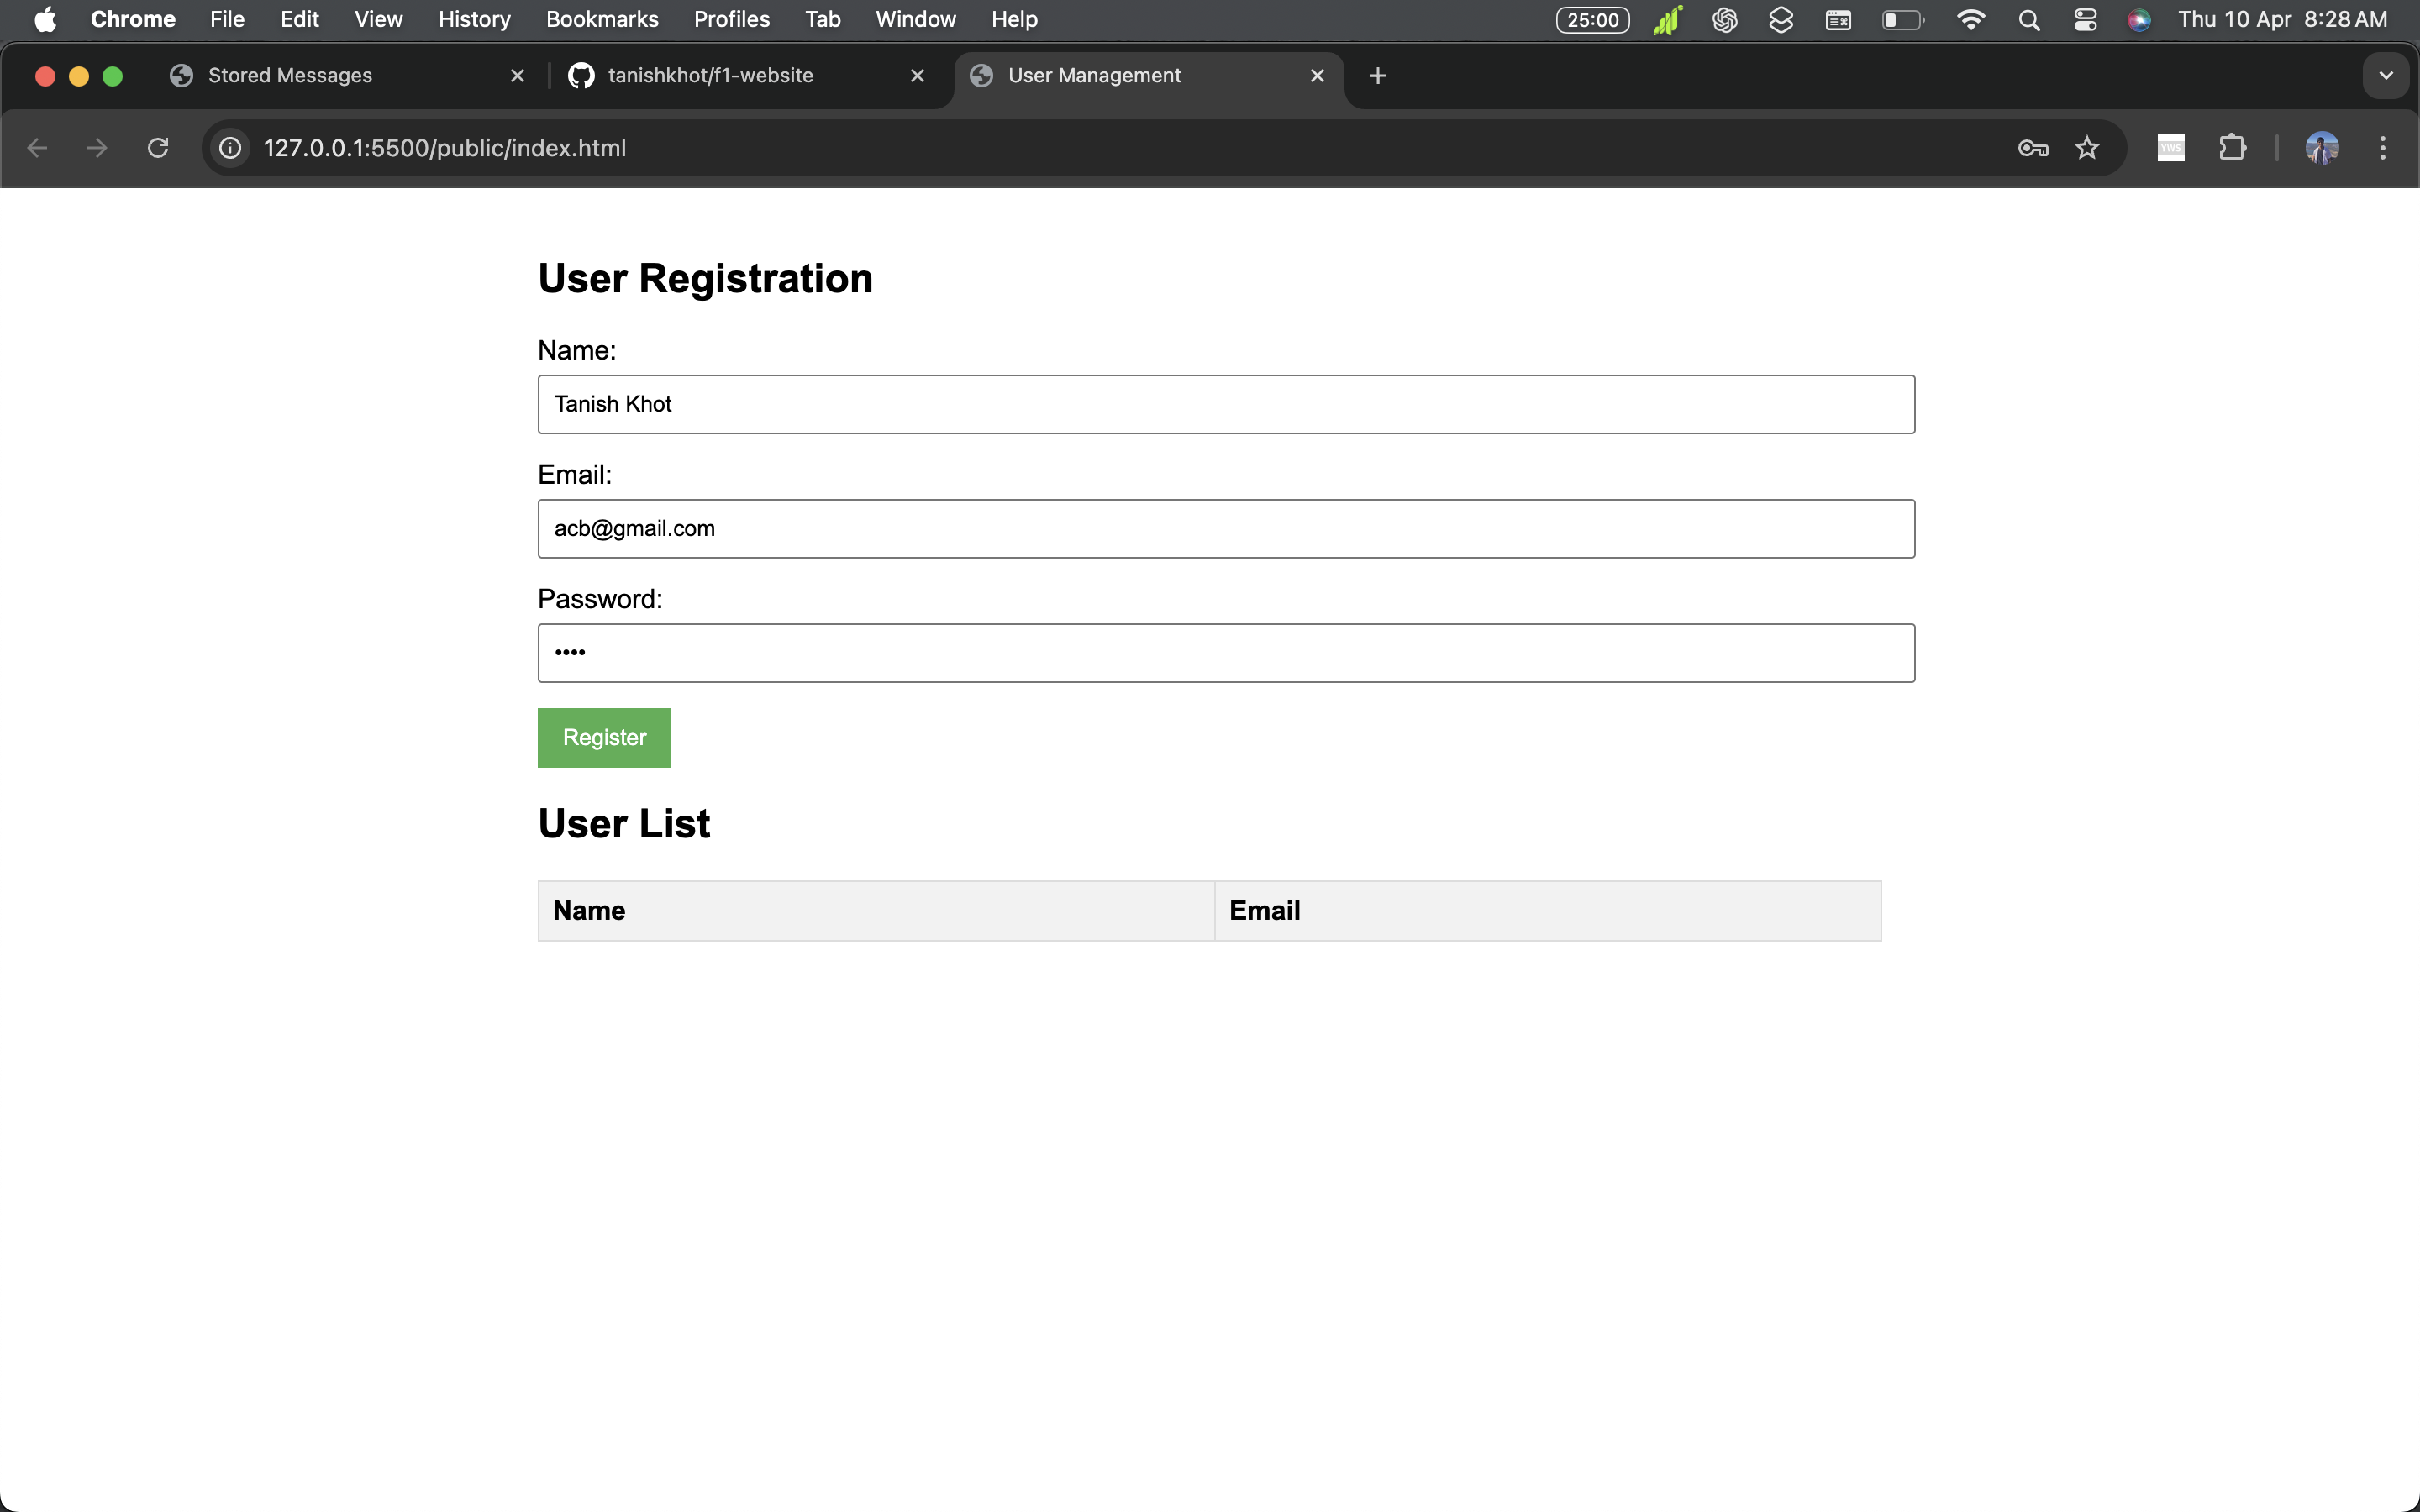 Chrome File Edit View History Bookmarks Profiles Tab Window Help 25:00 Thu 10 Apr 8:28 AM
Stored Messages tanishkhot/f1-website User Management
127.0.0.1:5500/public/index.html YWS
User Registration
Name:
Tanish Khot
Email:
acb@gmail.com
Password:
••••
Register
User List
Name Email